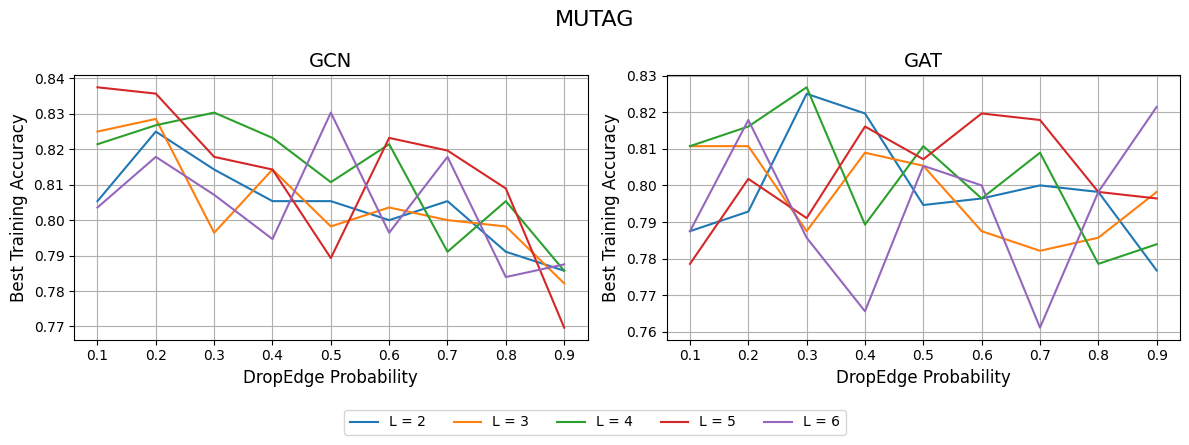 MUTAG
GCN
Best Training Accuracy
0.84
0.83
0.82
0.81
0.80
0.79
0.78
0.77
0.1 0.2 0.3 0.4 0.5 0.6 0.7 0.8 0.9
DropEdge Probability
GAT
Best Training Accuracy
0.83
0.82
0.81
0.80
0.79
0.78
0.77
0.76
0.1 0.2 0.3 0.4 0.5 0.6 0.7 0.8 0.9
DropEdge Probability
L = 2 L = 3 L = 4 L = 5 L = 6